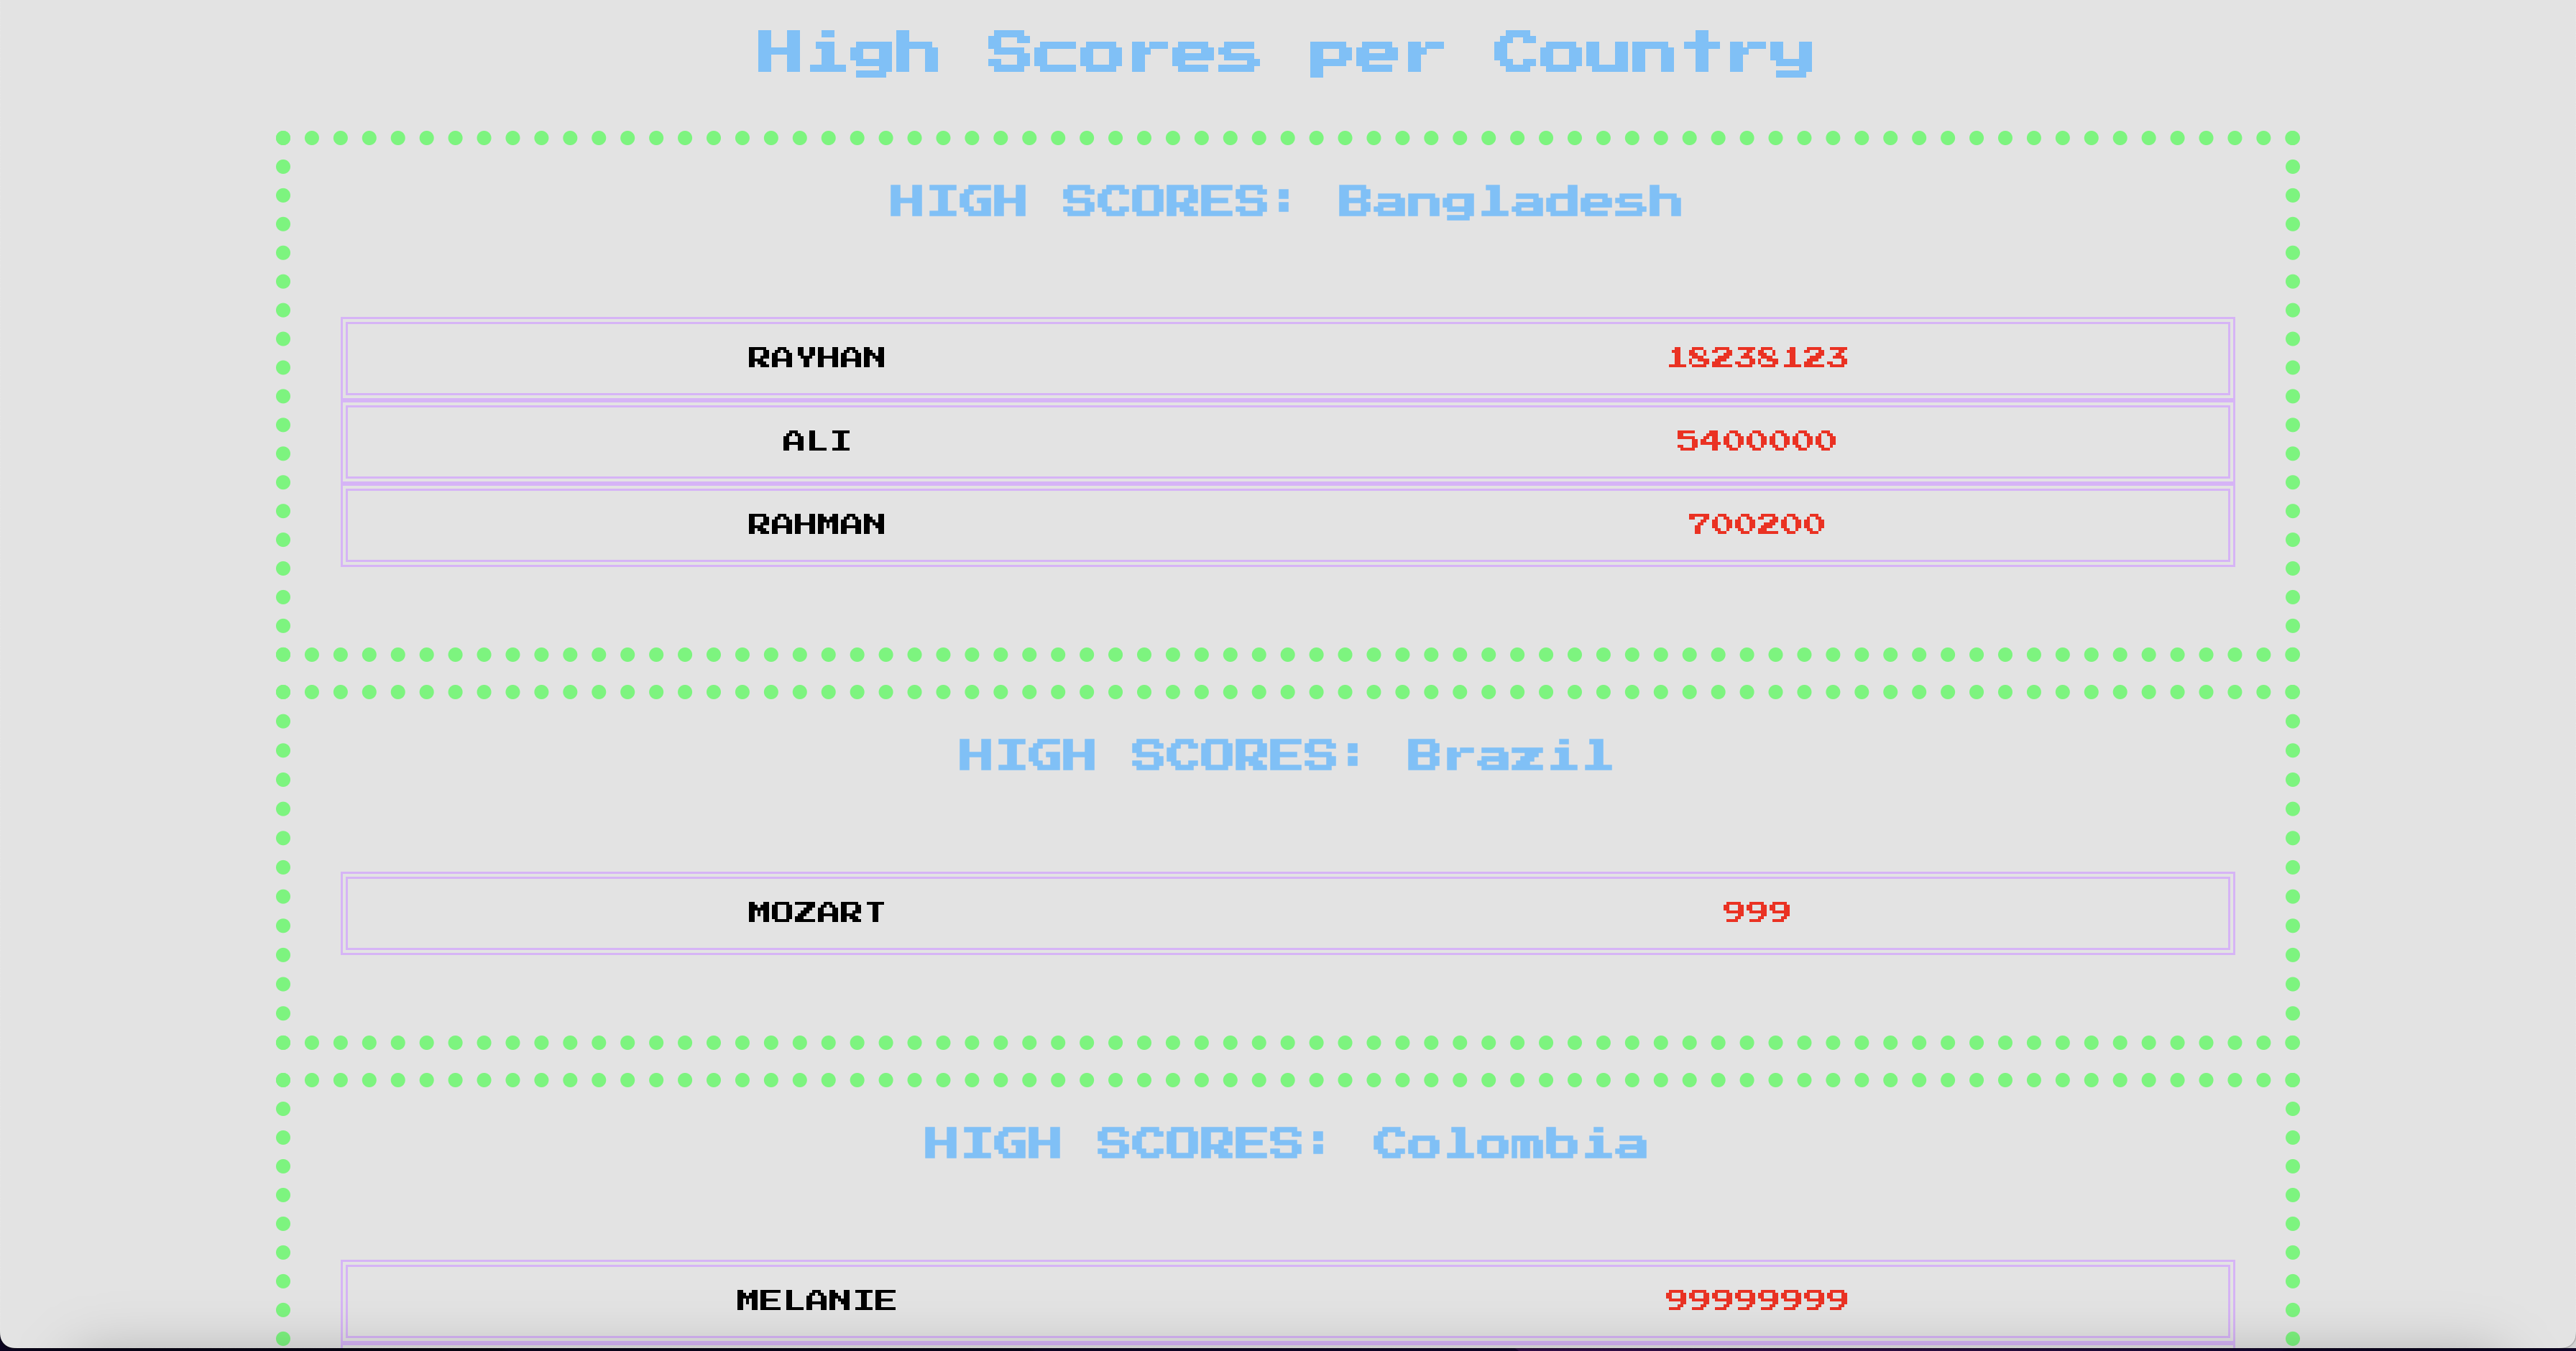 High Scores per Country
HIGH SCORES: Bangladesh
RAYHAN 18238123
ALI 5400000
RAHMAN 700200
HIGH SCORES: Brazil
MOZART 999
HIGH SCORES: Colombia
MELANIE 99999999